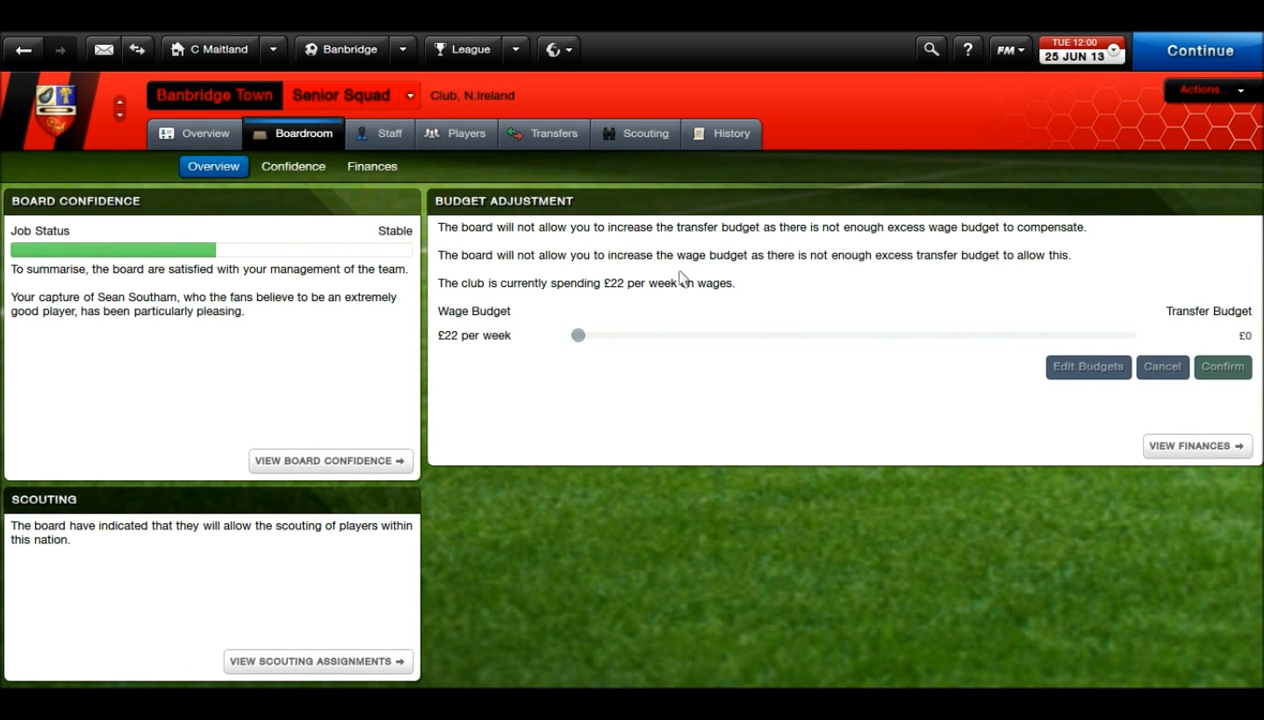 C Maitland
Banbridge
League
?
FM
TUE 12:00
25 JUN 13
Continue
Banbridge Town
Senior Squad
Club, N.Ireland
Actions...
Overview
Boardroom
Staff
Players
Transfers
Scouting
History
Overview
Confidence
Finances
BOARD CONFIDENCE
Job Status
Stable
To summarise, the board are satisfied with your management of the team.
Your capture of Sean Southam, who the fans believe to be an extremely
good player, has been particularly pleasing.
VIEW BOARD CONFIDENCE
BUDGET ADJUSTMENT
The board will not allow you to increase the transfer budget as there is not enough excess wage budget to compensate.
The board will not allow you to increase the wage budget as there is not enough excess transfer budget to allow this.
The club is currently spending £22 per week in wages.
Wage Budget
Transfer Budget
£22 per week
£0
Edit Budgets
Cancel
Confirm
VIEW FINANCES
SCOUTING
The board have indicated that they will allow the scouting of players within
this nation.
VIEW SCOUTING ASSIGNMENTS